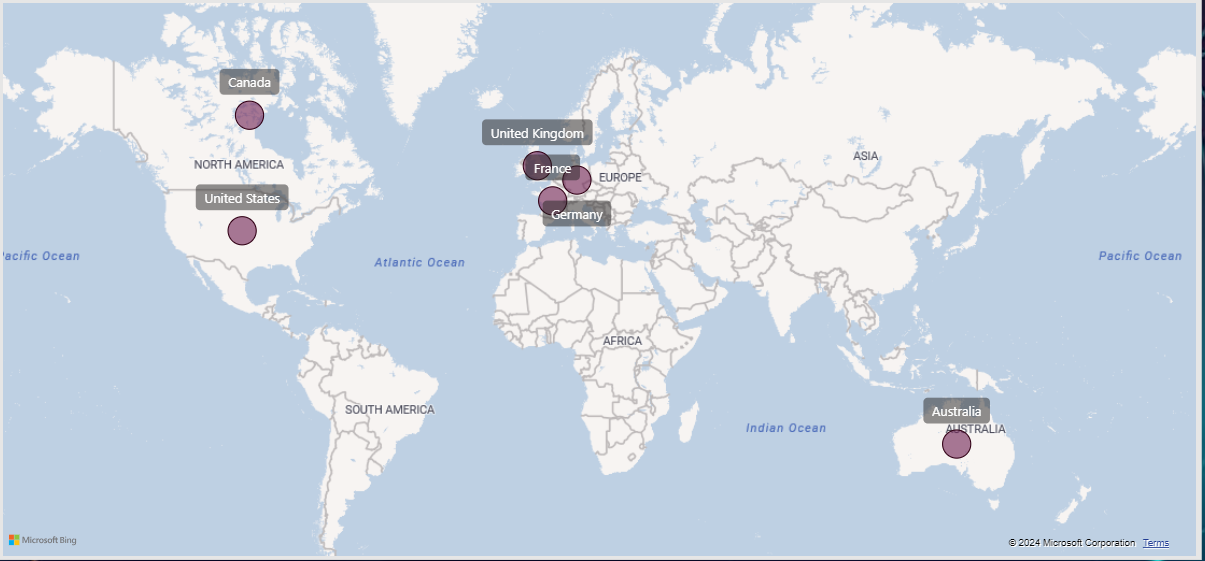 Canada
United Kingdom
NORTH AMERICA
ASIA
France
EUROPE
United States
Germany
acific Ocean
Atlantic Ocean
Pacific Ocean
AFRICA
SOUTH AMERICA
Australia
Indian Ocean
AUSTRALIA
Microsoft Bing
© 2024 Microsoft Corporation Terms